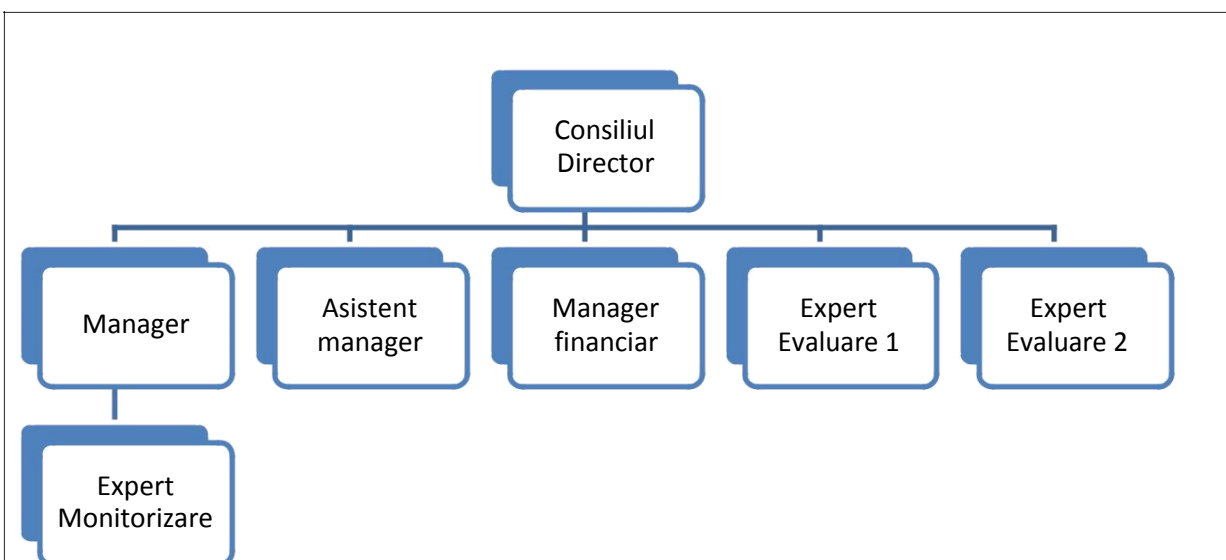 Consiliul
Director
Manager
Asistent
manager
Manager
financiar
Expert
Evaluare 1
Expert
Evaluare 2
Expert
Monitorizare